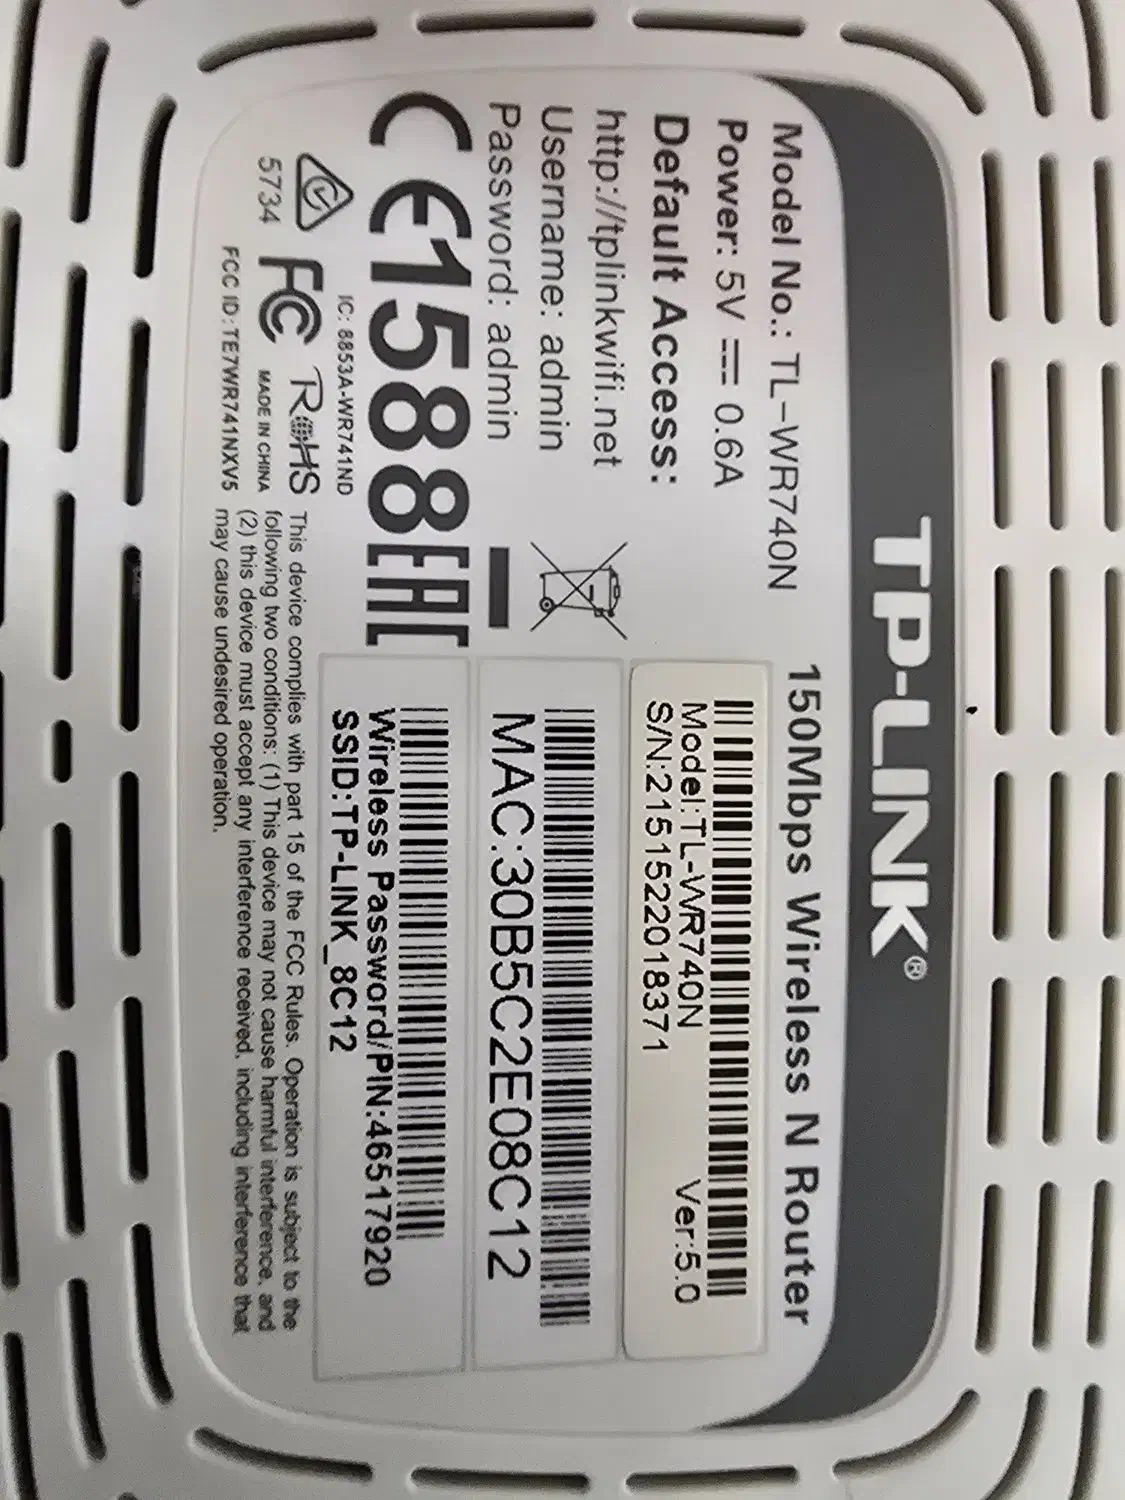 TP-LINK®
Model No.: TL-WR740N
150Mbps Wireless N Router
Power: 5V ⎓ 0.6A
Default Access:
http://tplinkwifi.net
Username: admin
Password: admin
Model:TL-WR740N Ver:5.0
S/N:2151522018371
MAC:30B5C2E08C12
Wireless Password/PIN:46517920
SSID:TP-LINK_8C12
CE1588 EAC
IC: 8853A-WR741ND
5734
FC
RoHS
MADE IN CHINA
FCC ID:TE7WR741NXV5
This device complies with part 15 of the FCC Rules. Operation is subject to the
following two conditions: (1) This device may not cause harmful interference, and
(2) this device must accept any interference received, including interference that
may cause undesired operation.